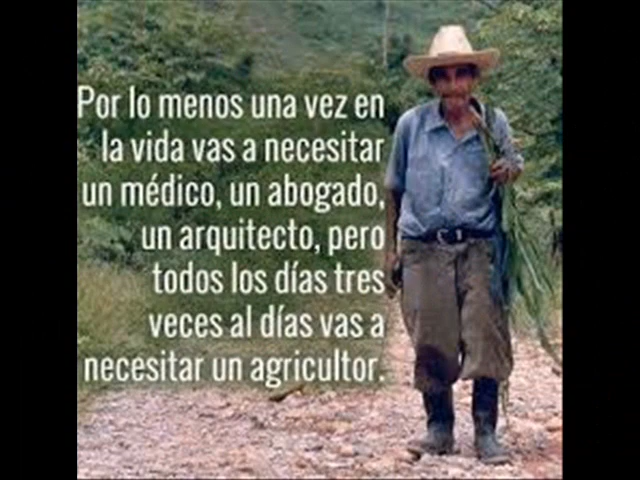 Por lo menos una vez en
la vida vas a necesitar
un médico, un abogado,
un arquitecto, pero
todos los días tres
veces al días vas a
necesitar un agricultor.